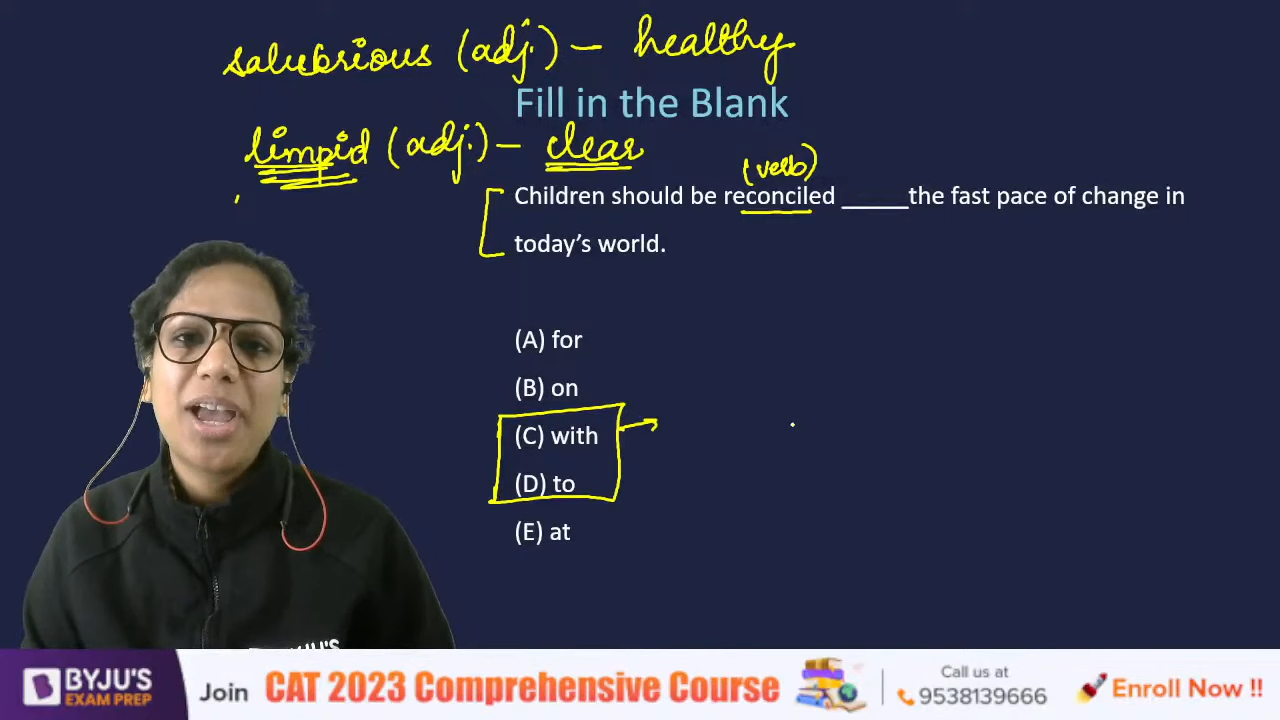 salubrious (adj.) – healthy
Fill in the Blank
limpid (adj.) – clear
(verb)
Children should be reconciled _____the fast pace of change in
today's world.
(A) for
(B) on
(C) with
(D) to
(E) at
BYJU'S
EXAM PREP
Join CAT 2023 Comprehensive Course
Call us at
9538139666
Enroll Now !!